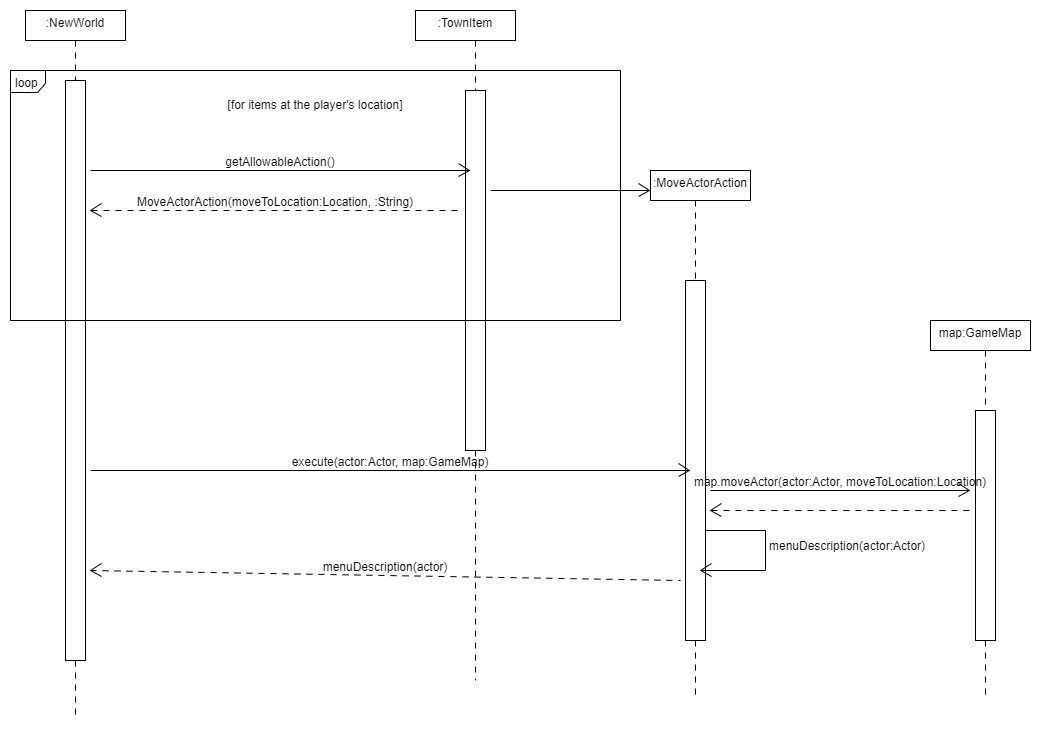 :NewWorld
:TownItem
loop
[for items at the player's location]
getAllowableAction()
:MoveActorAction
MoveActorAction(moveToLocation:Location, :String)
map:GameMap
execute(actor:Actor, map:GameMap)
map.moveActor(actor:Actor, moveToLocation:Location)
menuDescription(actor:Actor)
menuDescription(actor)